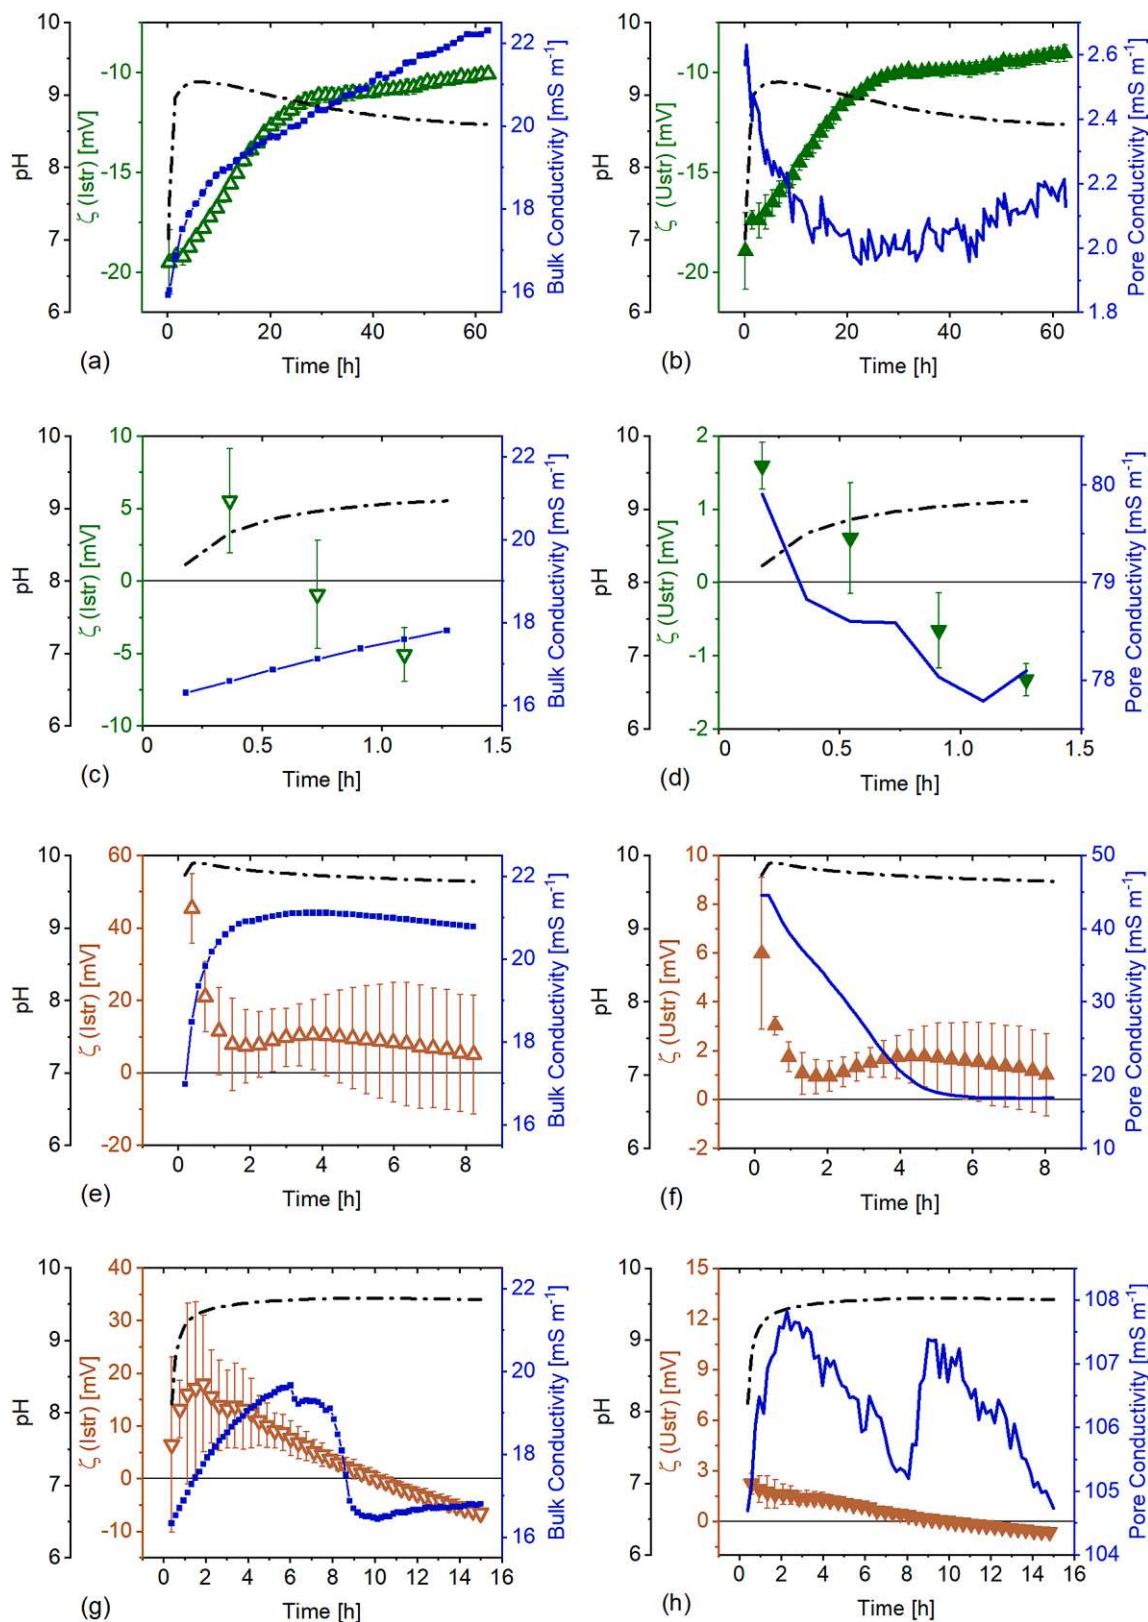 10
9
8
7
6
pH
-10
-15
-20
ζ (Istr) [mV]
22
20
18
16
Bulk Conductivity [mS m-1]
0 20 40 60
Time [h]
(a)
10
9
8
7
6
pH
-10
-15
-20
ζ (Ustr) [mV]
2.6
2.4
2.2
2.0
1.8
Pore Conductivity [mS m-1]
0 20 40 60
Time [h]
(b)
10
9
8
7
6
pH
10
5
0
-5
-10
ζ (Istr) [mV]
22
20
18
16
Bulk Conductivity [mS m-1]
0 0.5 1.0 1.5
Time [h]
(c)
10
9
8
7
6
pH
2
1
0
-1
-2
ζ (Ustr) [mV]
80
79
78
Pore Conductivity [mS m-1]
0 0.5 1.0 1.5
Time [h]
(d)
10
9
8
7
6
pH
60
40
20
0
-20
ζ (Istr) [mV]
22
20
18
16
Bulk Conductivity [mS m-1]
0 2 4 6 8
Time [h]
(e)
10
9
8
7
6
pH
10
8
6
4
2
0
-2
ζ (Ustr) [mV]
50
40
30
20
10
Pore Conductivity [mS m-1]
0 2 4 6 8
Time [h]
(f)
10
9
8
7
6
pH
40
30
20
10
0
-10
ζ (Istr) [mV]
22
20
18
16
Bulk Conductivity [mS m-1]
0 2 4 6 8 10 12 14 16
Time [h]
(g)
10
9
8
7
6
pH
15
12
9
6
3
0
ζ (Ustr) [mV]
108
107
106
105
104
Pore Conductivity [mS m-1]
0 2 4 6 8 10 12 14 16
Time [h]
(h)